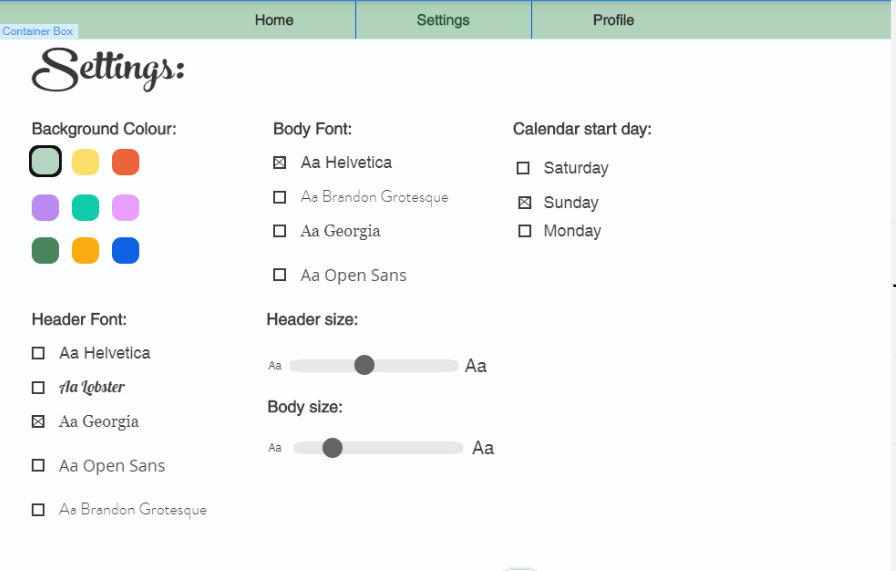 Home Settings Profile
Container Box
Settings:
Background Colour:
Body Font:
Aa Helvetica
Aa Brandon Grotesque
Aa Georgia
Aa Open Sans
Calendar start day:
Saturday
Sunday
Monday
Header Font:
Aa Helvetica
Aa Lobster
Aa Georgia
Aa Open Sans
Aa Brandon Grotesque
Header size:
Aa Aa
Body size:
Aa Aa